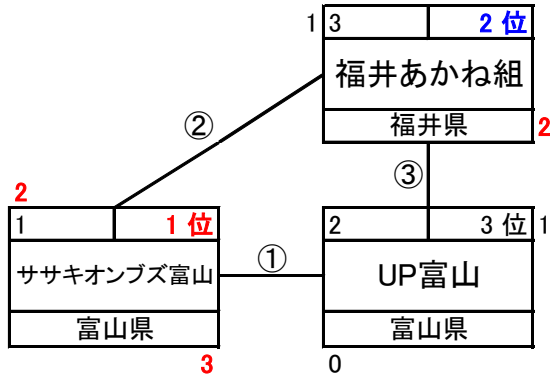 1 3 2 位
福井あかね組
福井県 2
②
③
2
1 1 位
ササキオンブズ富山
富山県
3
①
2 3 位 1
UP富山
富山県
0